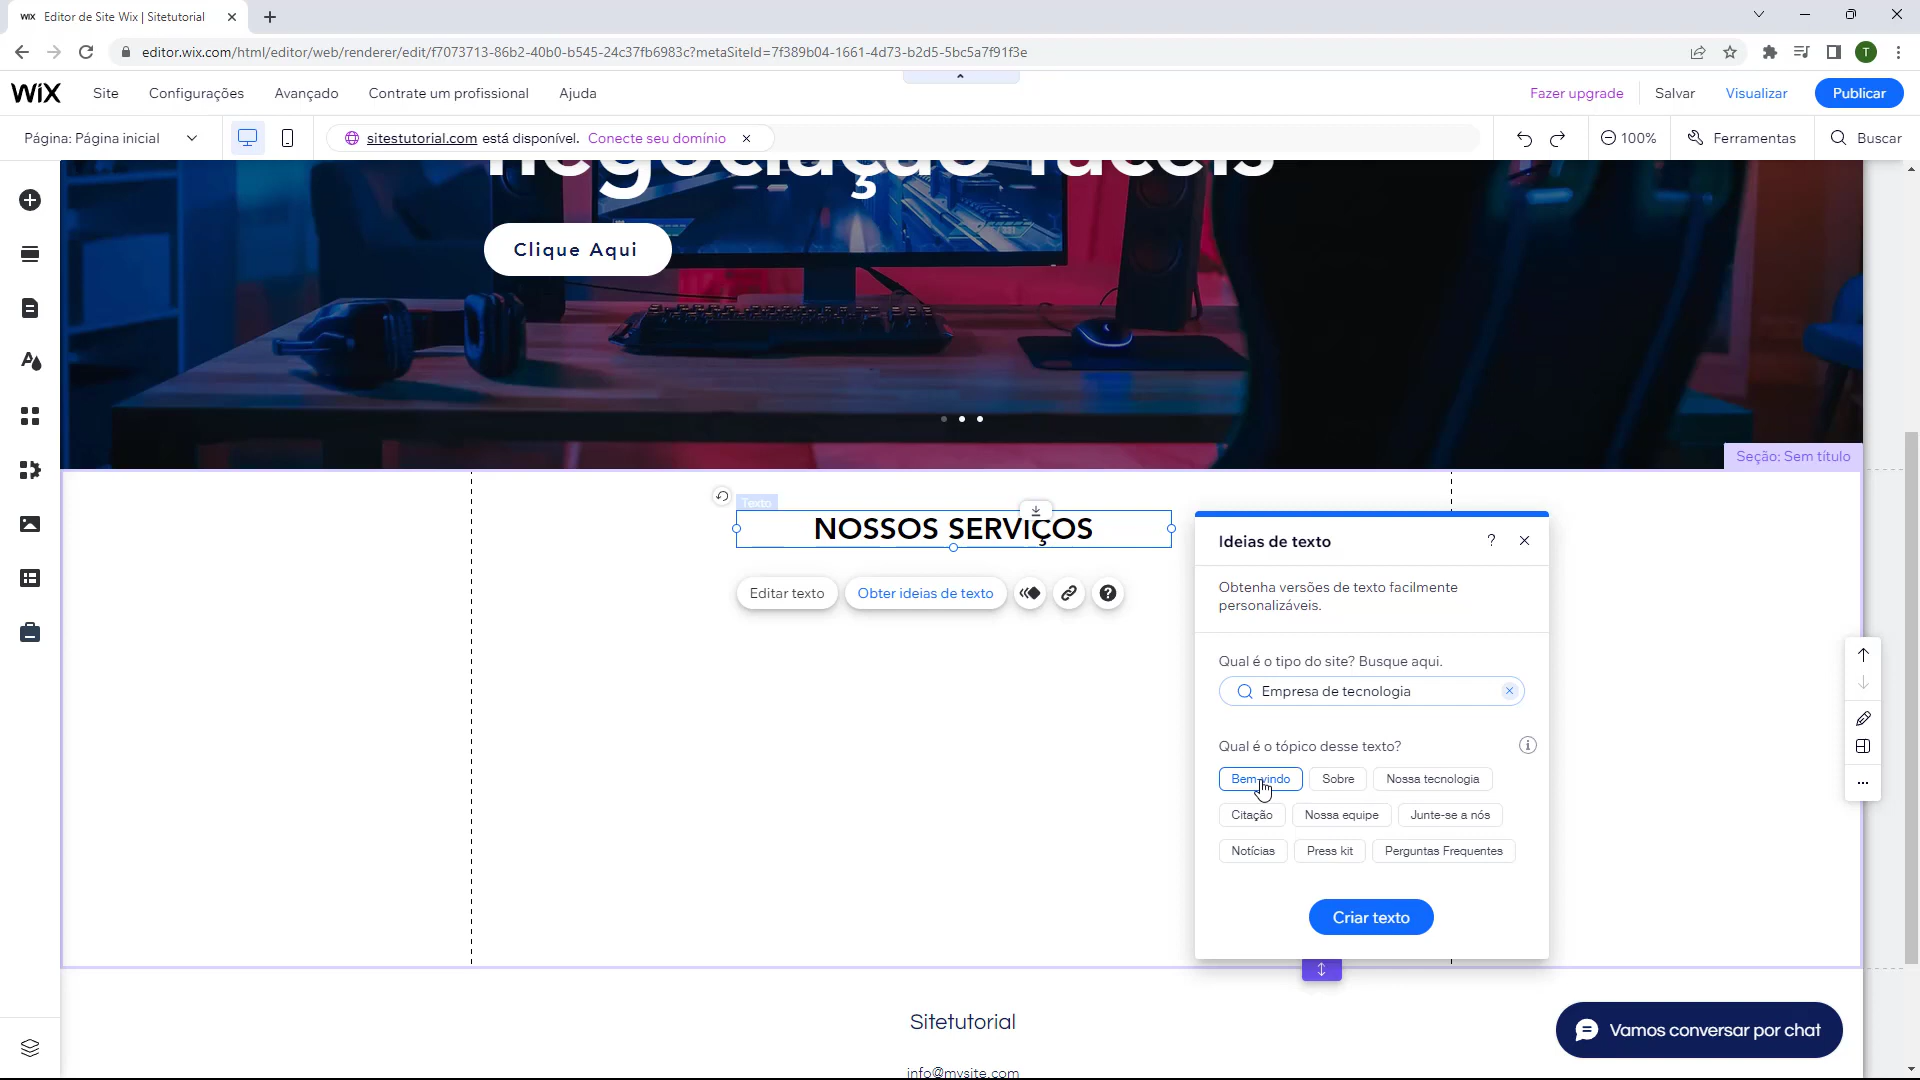 WiX Editor de Site Wix | Sitetutorial
editor.wix.com/html/editor/web/renderer/edit/f7073713-86b2-40b0-b545-24c37fb6983c?metaSiteId=7f389b04-1661-4d73-b2d5-5bc5a7f91f3e
T
WiX Site Configurações Avançado Contrate um profissional Ajuda Fazer upgrade Salvar Visualizar Publicar
Página: Página inicial sitestutorial.com está disponível. Conecte seu domínio 100% Ferramentas Buscar
negociação fáceis
Clique Aqui
Seção: Sem título
Texto
NOSSOS SERVIÇOS
Editar texto Obter ideias de texto
Ideias de texto
Obtenha versões de texto facilmente
personalizáveis.
Qual é o tipo do site? Busque aqui.
Empresa de tecnologia
Qual é o tópico desse texto?
Bem-vindo Sobre Nossa tecnologia
Citação Nossa equipe Junte-se a nós
Notícias Press kit Perguntas Frequentes
Criar texto
Sitetutorial
info@mysite.com
Vamos conversar por chat